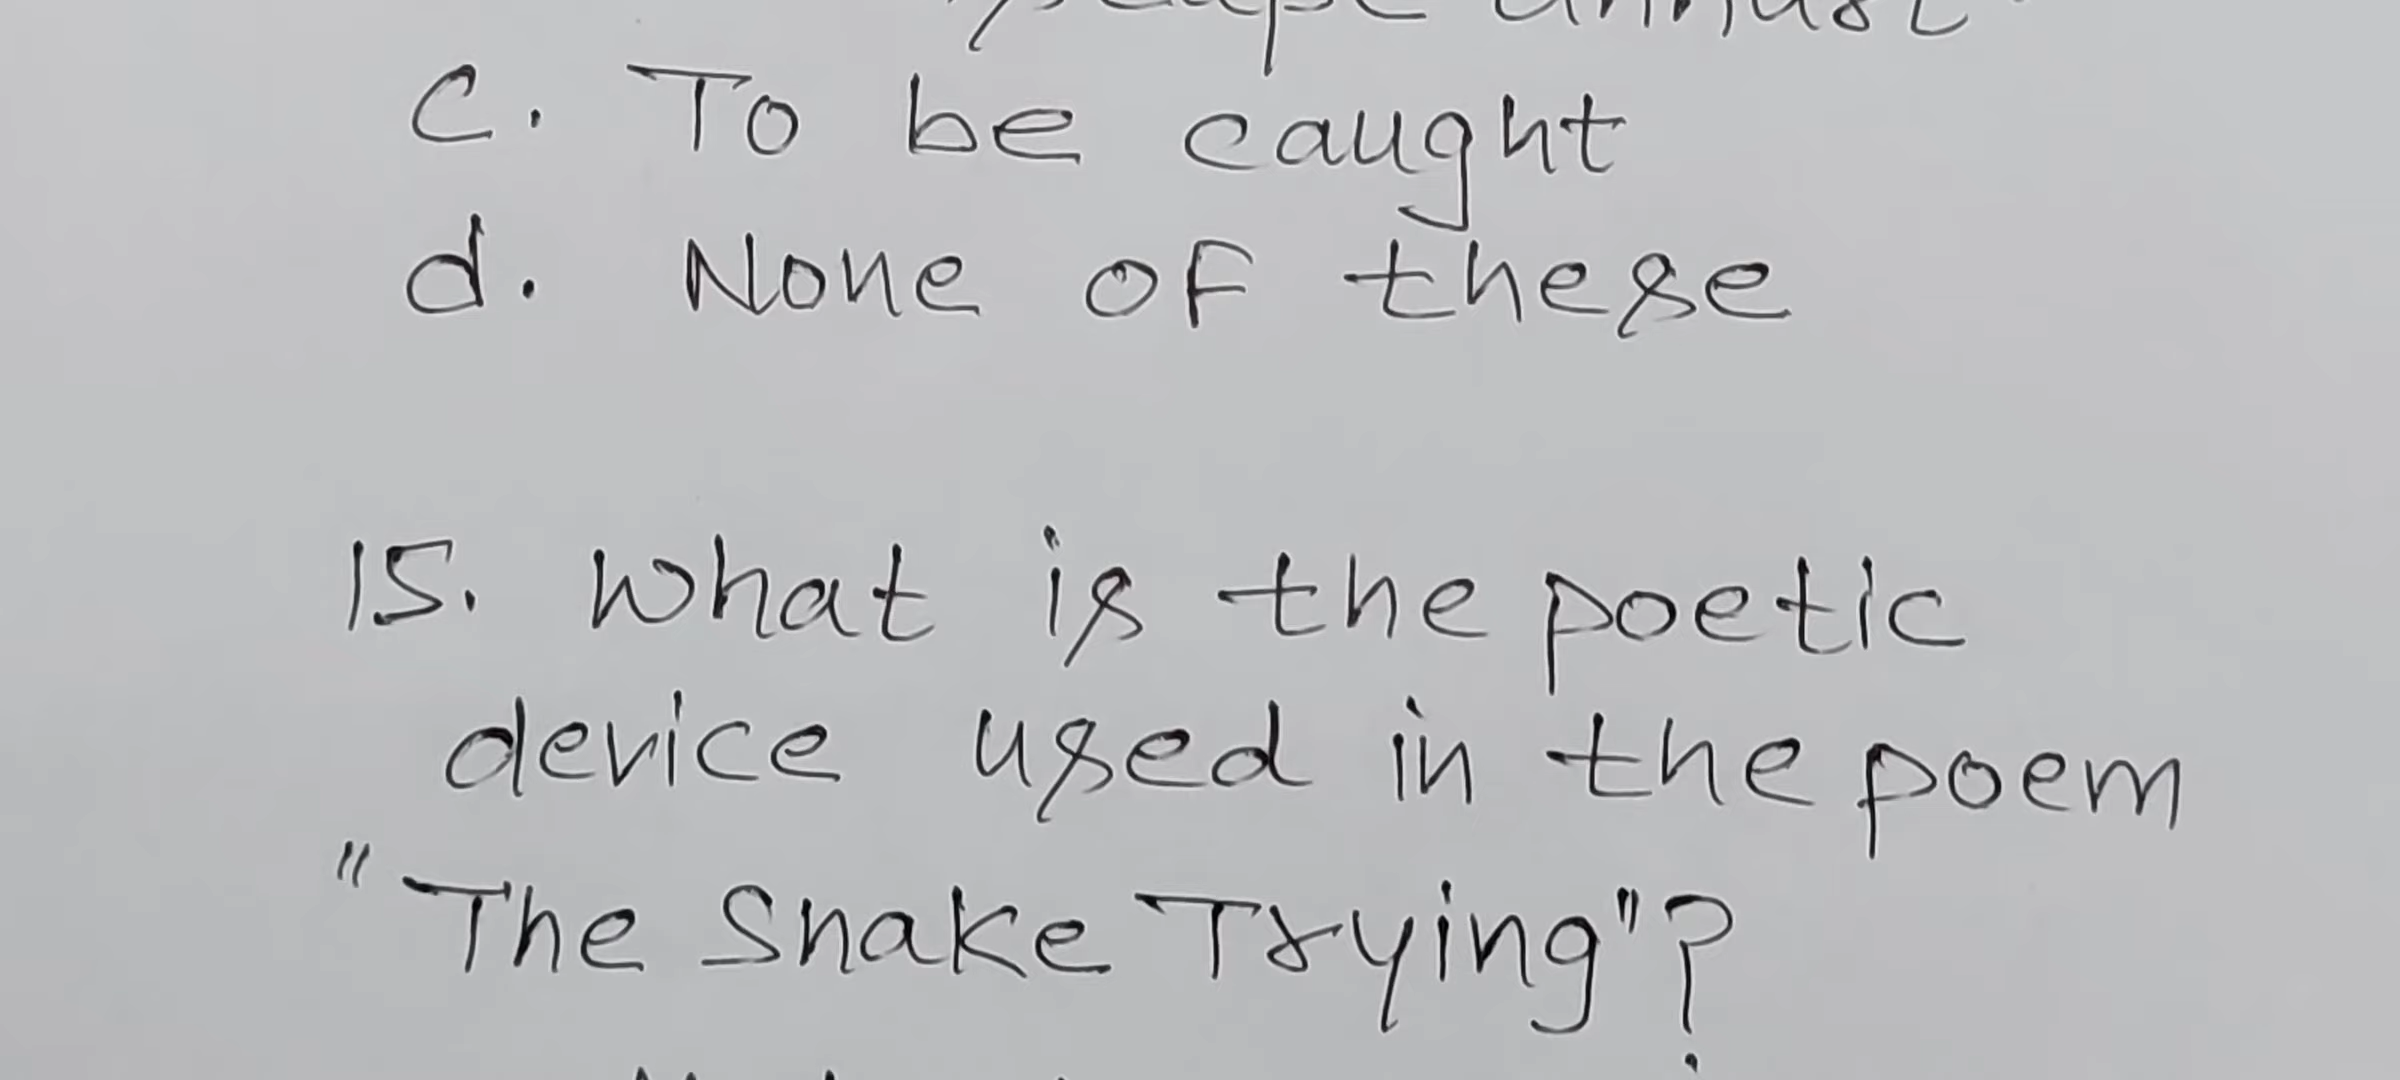 c. To be caught
d. None of these
15. What is the poetic
device used in the poem
"The Snake Trying"?